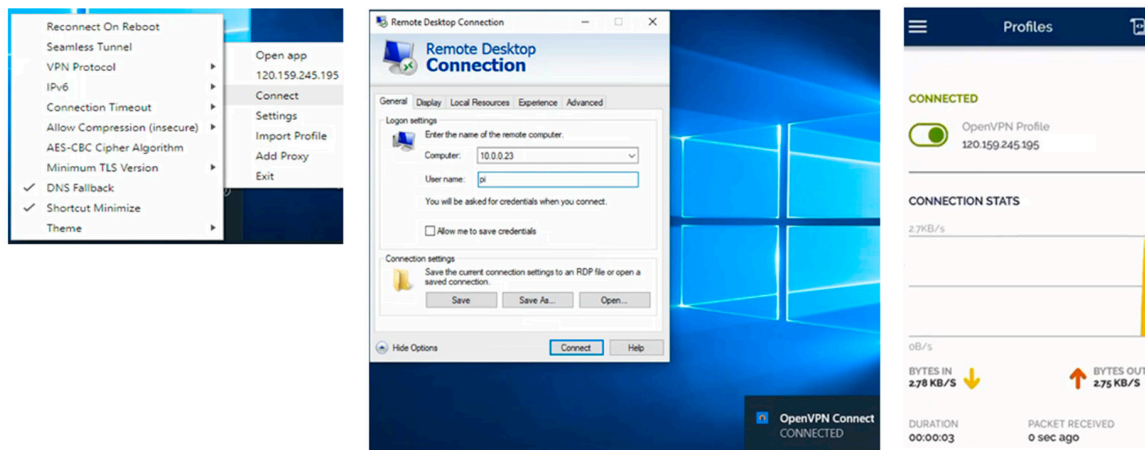 Reconnect On Reboot
Seamless Tunnel
VPN Protocol
IPv6
Connection Timeout
Allow Compression (insecure)
AES-CBC Cipher Algorithm
Minimum TLS Version
DNS Fallback
Shortcut Minimize
Theme
Open app
120.159.245.195
Connect
Settings
Import Profile
Add Proxy
Exit
Remote Desktop Connection
Remote Desktop
Connection
General Display Local Resources Experience Advanced
Logon settings
Enter the name of the remote computer.
Computer: 10.0.0.23
User name: pi
You will be asked for credentials when you connect.
Allow me to save credentials
Connection settings
Save the current connection settings to an RDP file or open a
saved connection.
Save Save As... Open...
Hide Options Connect Help
OpenVPN Connect
CONNECTED
Profiles
CONNECTED
OpenVPN Profile
120.159.245.195
CONNECTION STATS
2.7KB/s
0B/s
BYTES IN BYTES OUT
2.78 KB/S 2.75 KB/S
DURATION PACKET RECEIVED
00:00:03 0 sec ago